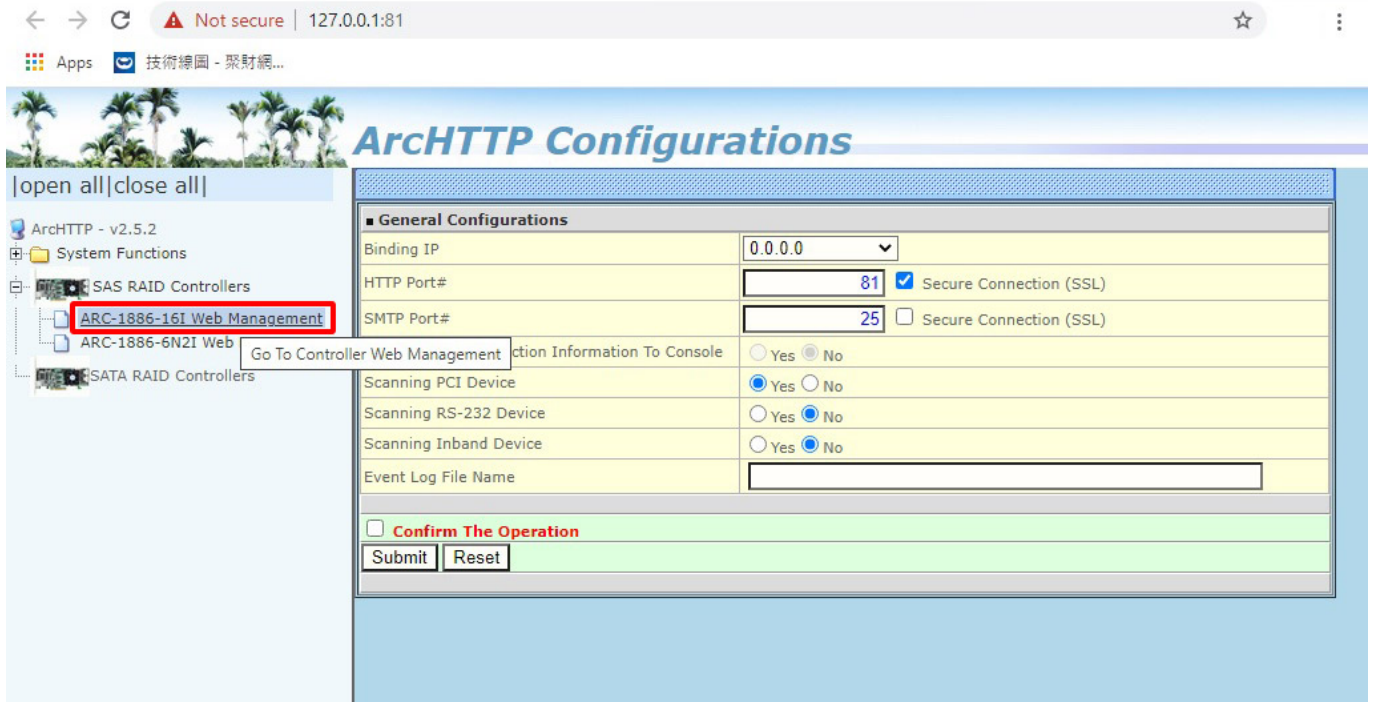 Not secure | 127.0.0.1:81
Apps 技術線圖 - 聚財網...
ArcHTTP Configurations
|open all|close all|
ArcHTTP - v2.5.2
System Functions
SAS RAID Controllers
ARC-1886-16I Web Management
ARC-1886-6N2I Web
Go To Controller Web Management
SATA RAID Controllers
General Configurations
Binding IP 0.0.0.0
HTTP Port# 81 Secure Connection (SSL)
SMTP Port# 25 Secure Connection (SSL)
ction Information To Console Yes No
Scanning PCI Device Yes No
Scanning RS-232 Device Yes No
Scanning Inband Device Yes No
Event Log File Name
Confirm The Operation
Submit Reset